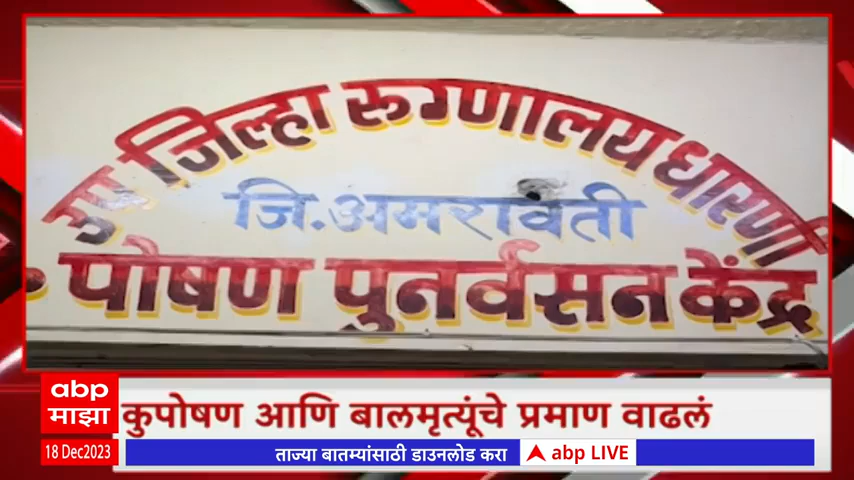 उप जिल्हा रुग्णालय धारणी
जि.अमरावती
पोषण पुनर्वसन केंद्र
abp
माझा
कुपोषण आणि बालमृत्यूंचे प्रमाण वाढलं
18 Dec2023
ताज्या बातम्यांसाठी डाउनलोड करा
abp LIVE